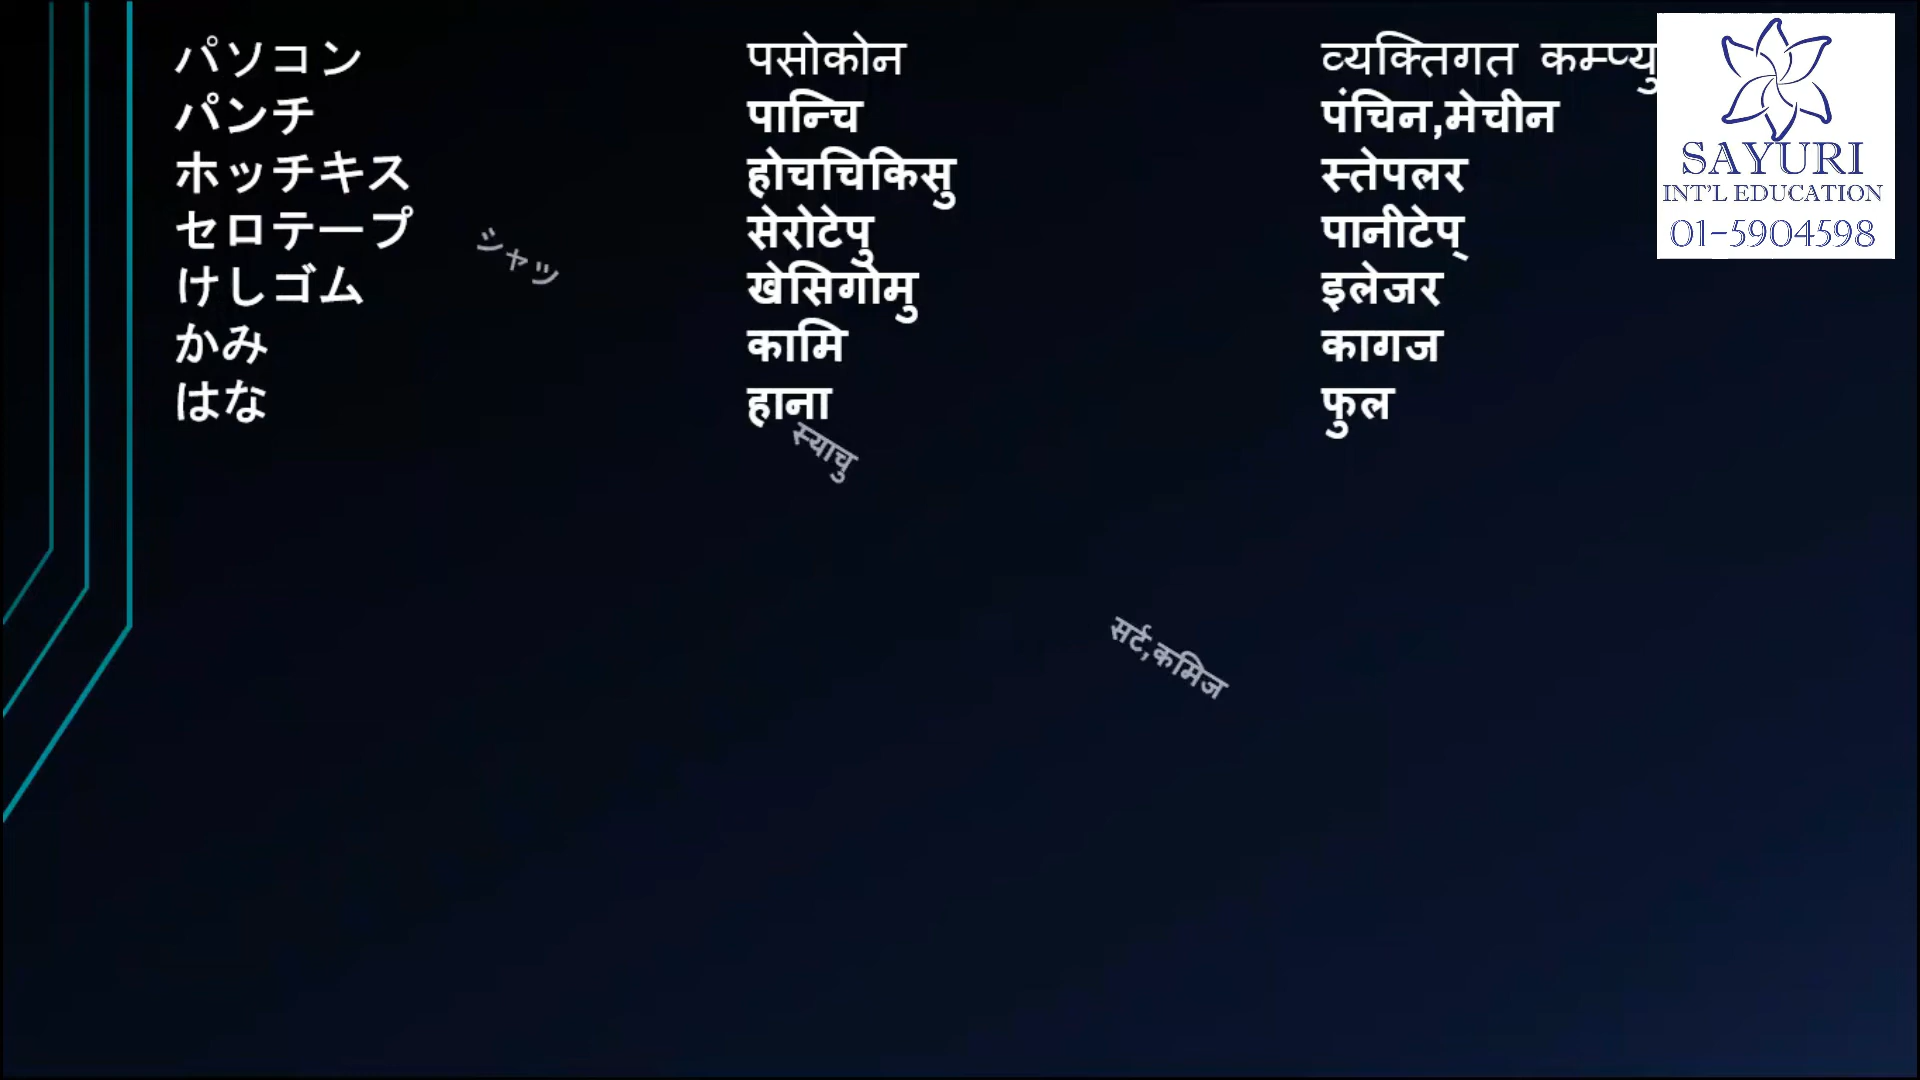 パソコン पसोकोन व्यक्तिगत
パンチ पान्चि पंचिन,मेचीन
ホッチキス होचचिकिसु स्तेपलर
セロテープ सेरोटेपु पानीटेप्
けしゴム खेसिगोमु इलेजर
かみ कामि कागज
はな हाना फुल
シャツ स्याचु सर्ट,कमिज
SAYURI
INT'L EDUCATION
01-5904598